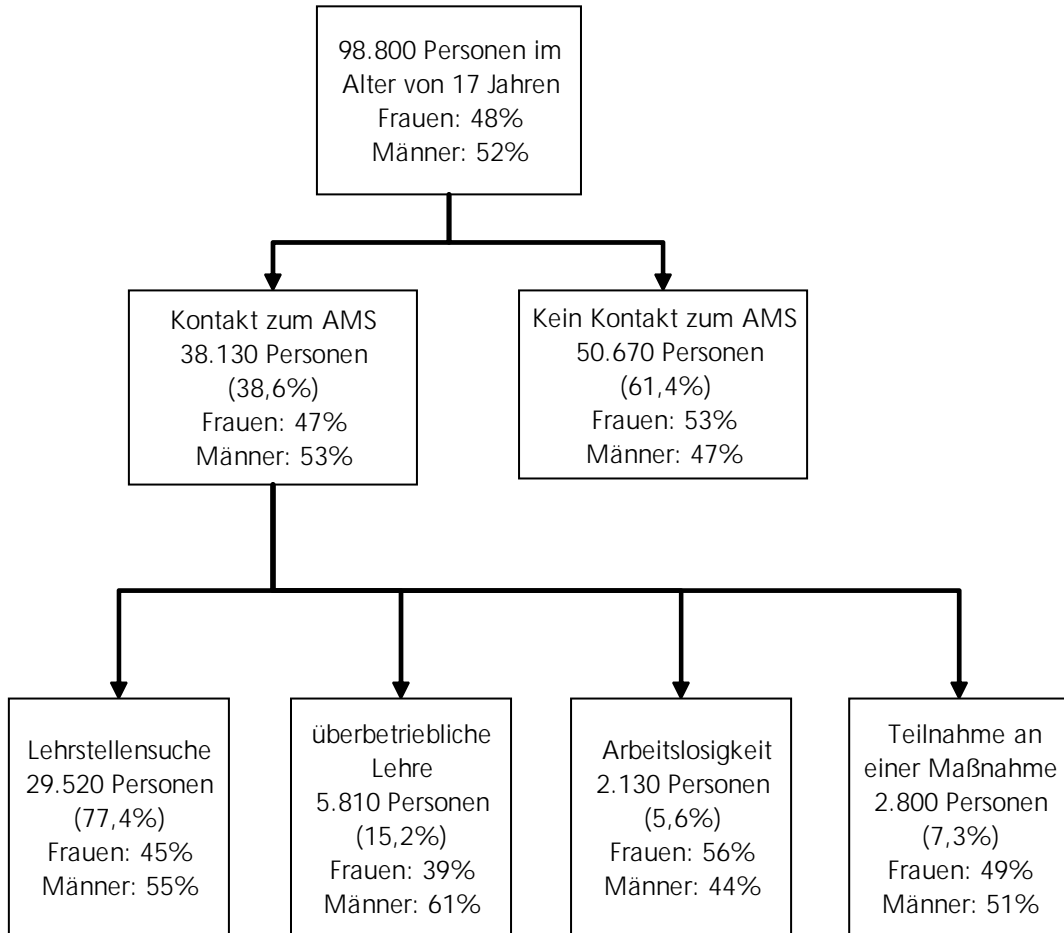 98.800 Personen im
Alter von 17 Jahren
Frauen: 48%
Männer: 52%
Kontakt zum AMS
38.130 Personen
(38,6%)
Frauen: 47%
Männer: 53%
Kein Kontakt zum AMS
50.670 Personen
(61,4%)
Frauen: 53%
Männer: 47%
Lehrstellensuche
29.520 Personen
(77,4%)
Frauen: 45%
Männer: 55%
überbetriebliche
Lehre
5.810 Personen
(15,2%)
Frauen: 39%
Männer: 61%
Arbeitslosigkeit
2.130 Personen
(5,6%)
Frauen: 56%
Männer: 44%
Teilnahme an
einer Maßnahme
2.800 Personen
(7,3%)
Frauen: 49%
Männer: 51%